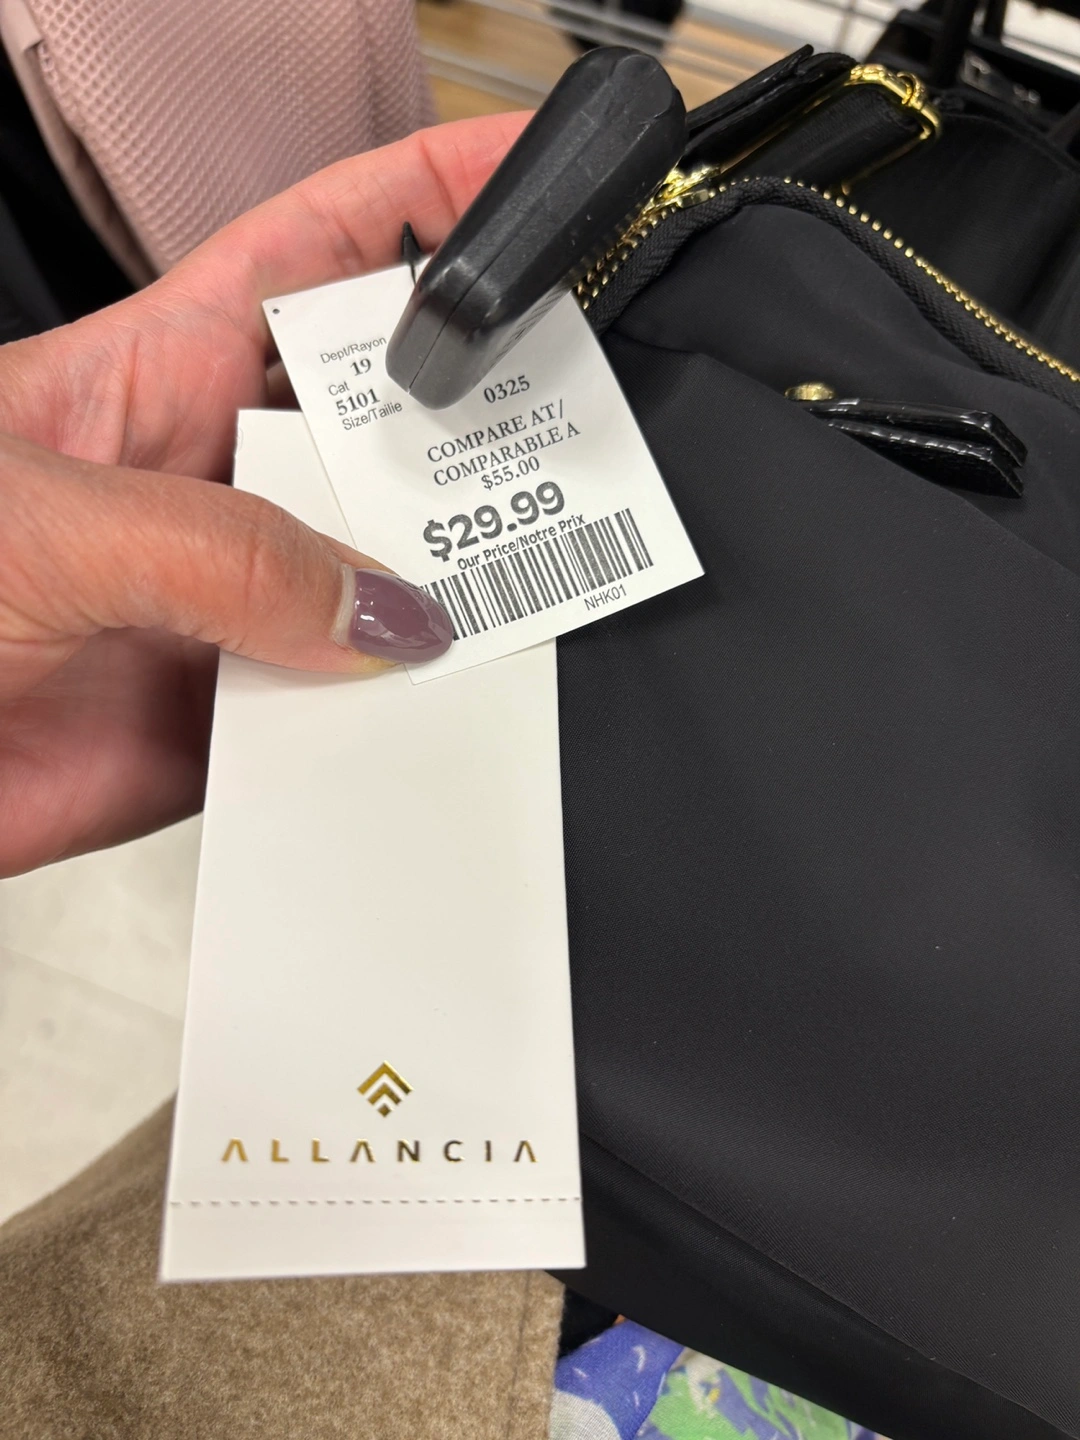 Dept/Rayon
19
Cat
5101
Size/Taille
0325
COMPARE AT/
COMPARABLE A
$55.00
$29.99
Our Price/Notre Prix
NHK01
ALLANCIA